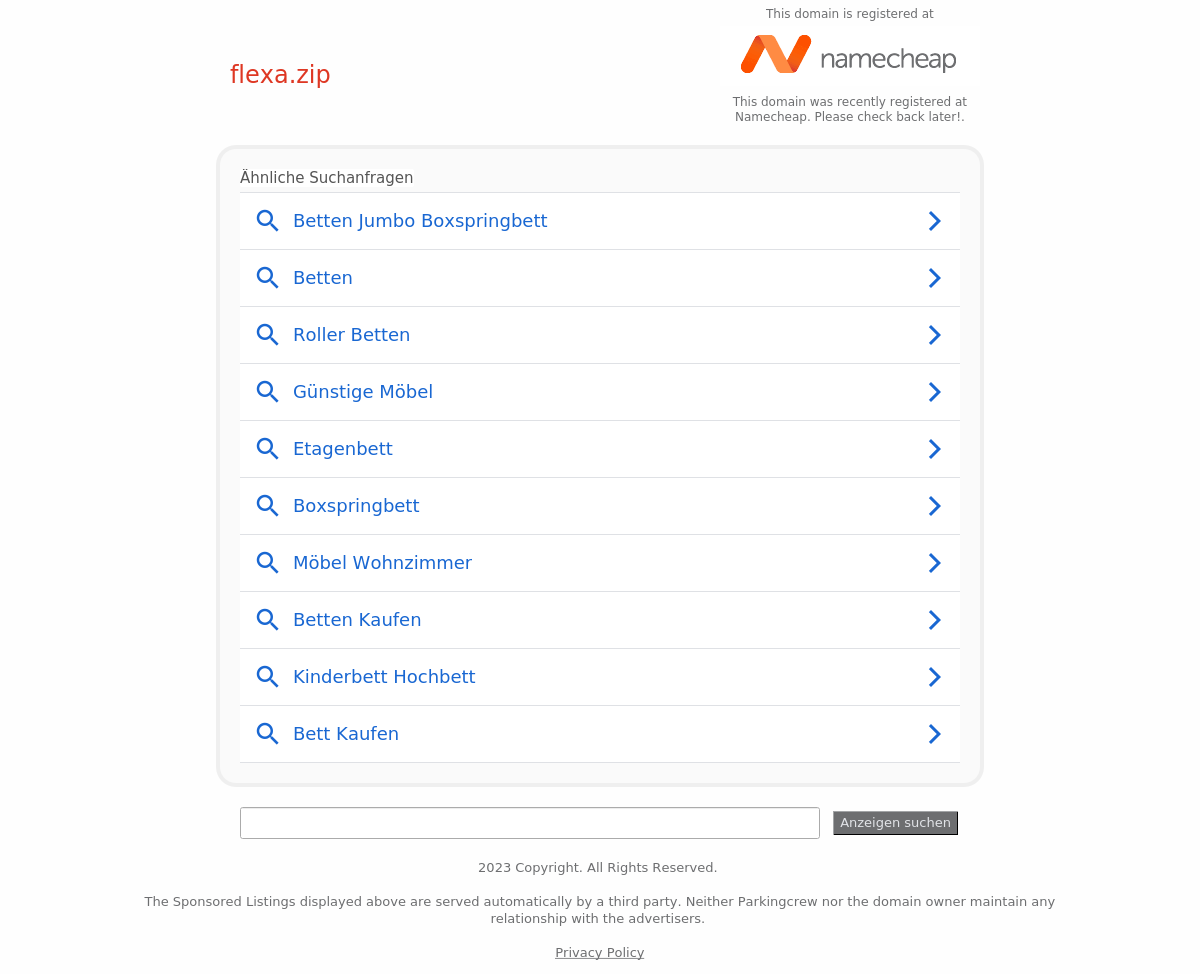 This domain is registered at
namecheap
flexa.zip
This domain was recently registered at
Namecheap. Please check back later!.
Ähnliche Suchanfragen
Betten Jumbo Boxspringbett
Betten
Roller Betten
Günstige Möbel
Etagenbett
Boxspringbett
Möbel Wohnzimmer
Betten Kaufen
Kinderbett Hochbett
Bett Kaufen
Anzeigen suchen
2023 Copyright. All Rights Reserved.
The Sponsored Listings displayed above are served automatically by a third party. Neither Parkingcrew nor the domain owner maintain any
relationship with the advertisers.
Privacy Policy